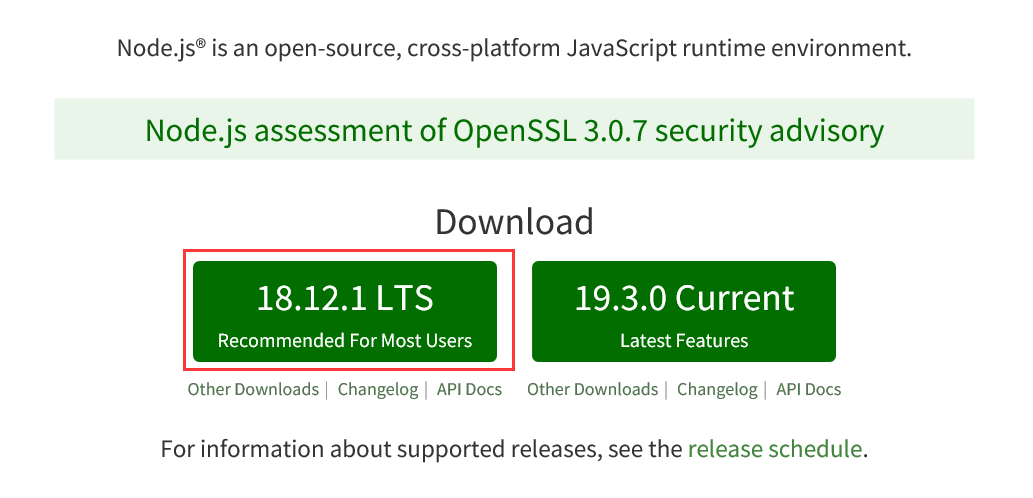 Node.js® is an open-source, cross-platform JavaScript runtime environment.
Node.js assessment of OpenSSL 3.0.7 security advisory
Download
18.12.1 LTS
Recommended For Most Users
19.3.0 Current
Latest Features
Other Downloads | Changelog | API Docs
Other Downloads | Changelog | API Docs
For information about supported releases, see the release schedule.